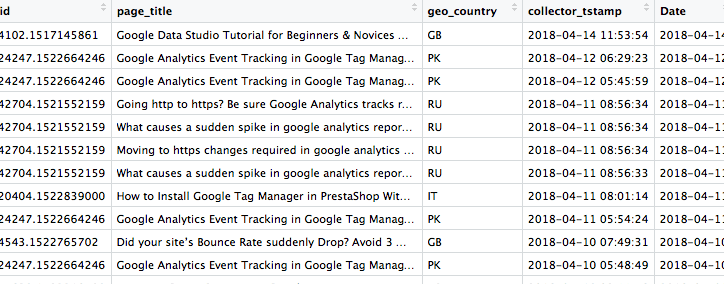 id page_title geo_country collector_tstamp Date
4102.1517145861 Google Data Studio Tutorial for Beginners & Novices ... GB 2018-04-14 11:53:54 2018-04-14
24247.1522664246 Google Analytics Event Tracking in Google Tag Manag... PK 2018-04-12 06:29:23 2018-04-12
24247.1522664246 Google Analytics Event Tracking in Google Tag Manag... PK 2018-04-12 05:45:59 2018-04-12
42704.1521552159 Going http to https? Be sure Google Analytics tracks r... RU 2018-04-11 08:56:34 2018-04-11
42704.1521552159 What causes a sudden spike in google analytics repor... RU 2018-04-11 08:56:34 2018-04-11
42704.1521552159 Moving to https changes required in google analytics ... RU 2018-04-11 08:56:34 2018-04-11
42704.1521552159 What causes a sudden spike in google analytics repor... RU 2018-04-11 08:56:33 2018-04-11
20404.1522839000 How to Install Google Tag Manager in PrestaShop Wit... IT 2018-04-11 08:01:14 2018-04-11
24247.1522664246 Google Analytics Event Tracking in Google Tag Manag... PK 2018-04-11 05:54:24 2018-04-11
4543.1522765702 Did your site's Bounce Rate suddenly Drop? Avoid 3 ... GB 2018-04-10 07:49:31 2018-04-10
24247.1522664246 Google Analytics Event Tracking in Google Tag Manag... PK 2018-04-10 05:48:49 2018-04-10